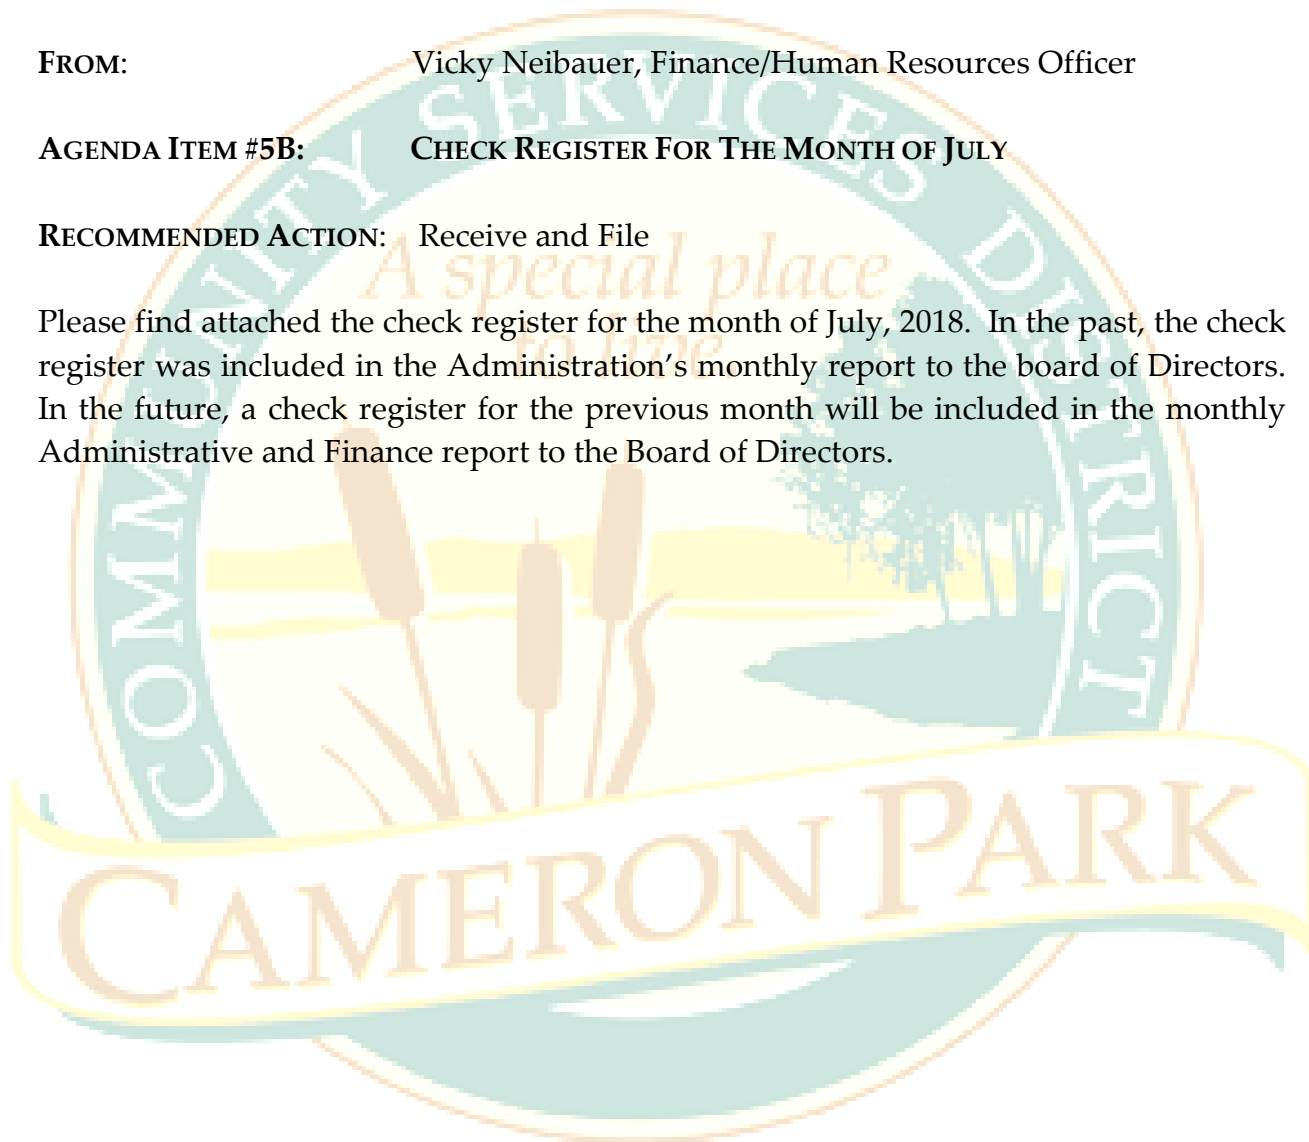 FROM: Vicky Neibauer, Finance/Human Resources Officer
AGENDA ITEM #5B: CHECK REGISTER FOR THE MONTH OF JULY
RECOMMENDED ACTION: Receive and File
Please find attached the check register for the month of July, 2018. In the past, the check
register was included in the Administration's monthly report to the board of Directors.
In the future, a check register for the previous month will be included in the monthly
Administrative and Finance report to the Board of Directors.
COMMUNITY SERVICES DISTRICT
A special place
to live.
CAMERON PARK